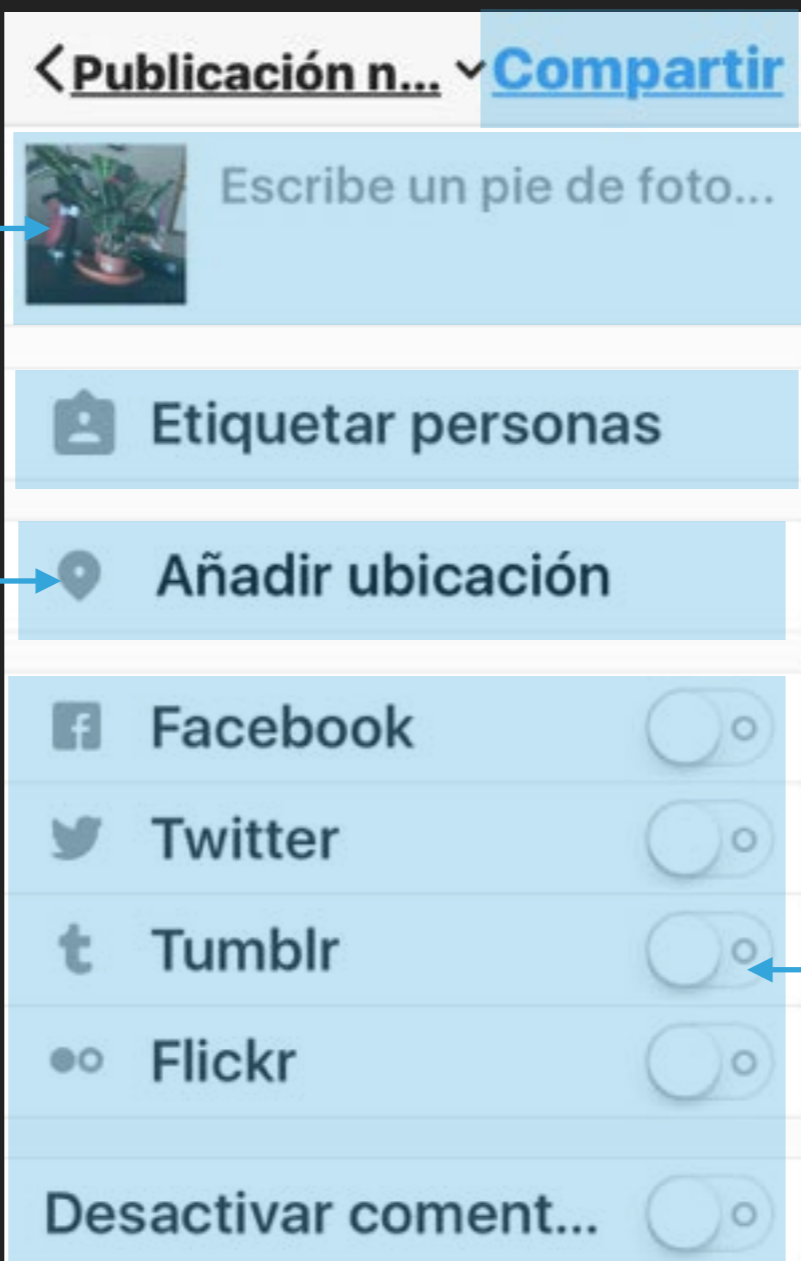 Publicación n... Compartir
Escribe un pie de foto...
Etiquetar personas
Añadir ubicación
Facebook
Twitter
Tumblr
Flickr
Desactivar coment...